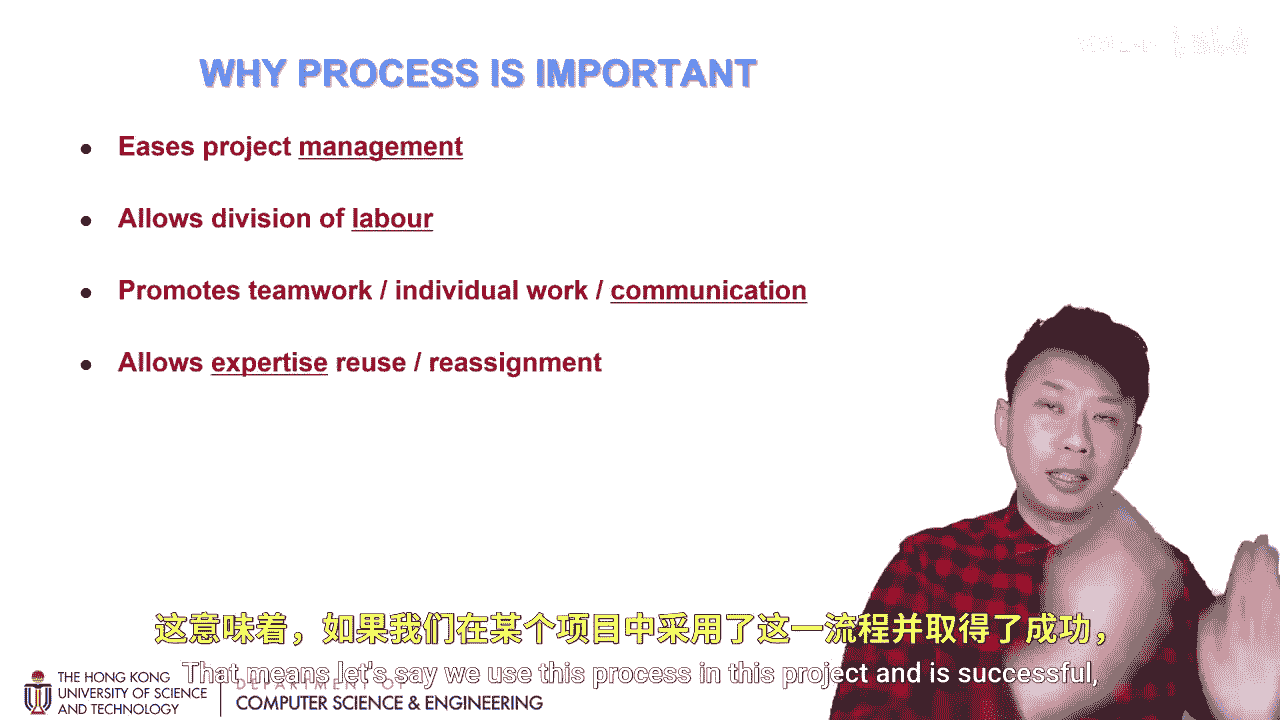 WHY PROCESS IS IMPORTANT
Eases project management
Allows division of labour
Promotes teamwork / individual work / communication
Allows expertise reuse / reassignment
这意味着，如果我们在某个项目中采用了这一流程并取得了成功，
That means let's say we use this process in this project and is successful,
THE HONG KONG
UNIVERSITY OF SCIENCE
AND TECHNOLOGY
DEPARTMENT OF
COMPUTER SCIENCE & ENGINEERING